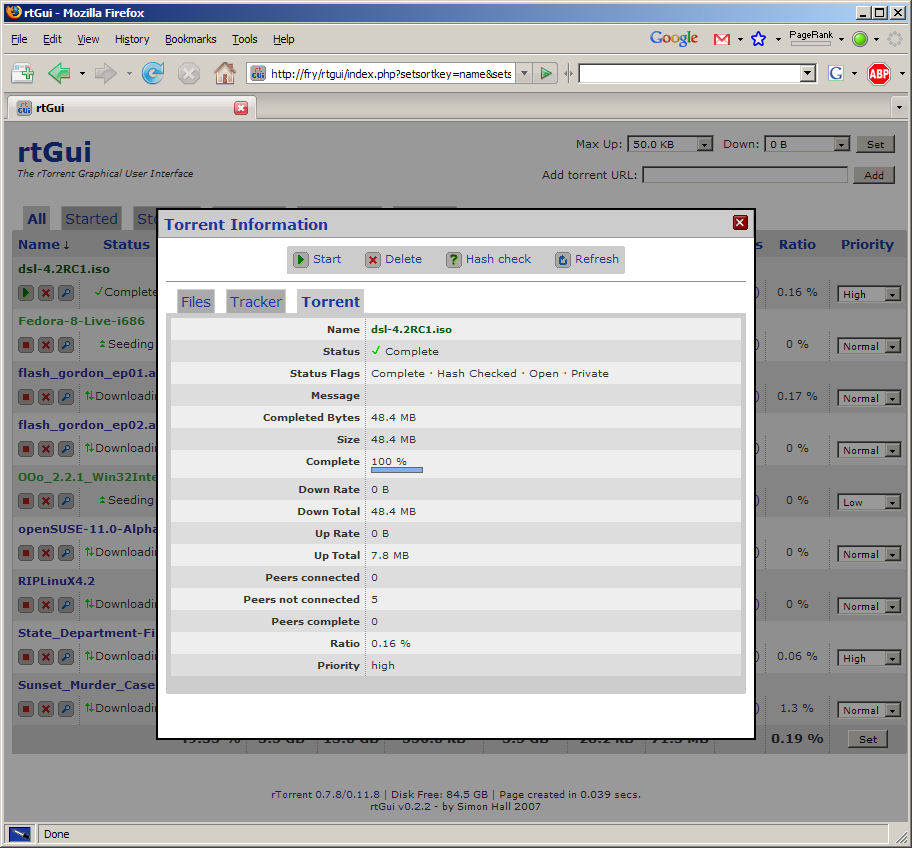 rtGui - Mozilla Firefox
File Edit View History Bookmarks Tools Help
Google PageRank
http://fry/rtgui/index.php?setsortkey=name&sets
G ABP
rtGui
rtGui
The rTorrent Graphical User Interface
Max Up: 50.0 KB Down: 0 B Set
Add torrent URL: Add
All Started
Torrent Information
Name↓ Status Ratio Priority
Start Delete Hash check Refresh
dsl-4.2RC1.iso
✓Complete 0.16 % High
Files Tracker Torrent
Fedora-8-Live-i686
Seeding 0 % Normal
flash_gordon_ep01.a
Downloadin 0.17 % Normal
flash_gordon_ep02.a
Downloadin 0 % Normal
OOo_2.2.1_Win32Inte
Seeding 0 % Low
openSUSE-11.0-Alpha
Downloadin 0 % Normal
RIPLinuX4.2
Downloadin 0 % Normal
State_Department-Fi
Downloadin 0.06 % High
Sunset_Murder_Case
Downloadin 1.3 % Normal
Name dsl-4.2RC1.iso
Status ✓ Complete
Status Flags Complete · Hash Checked · Open · Private
Message
Completed Bytes 48.4 MB
Size 48.4 MB
Complete 100 %
Down Rate 0 B
Down Total 48.4 MB
Up Rate 0 B
Up Total 7.8 MB
Peers connected 0
Peers not connected 5
Peers complete 0
Ratio 0.16 %
Priority high
0.19 % Set
rTorrent 0.7.8/0.11.8 | Disk Free: 84.5 GB | Page created in 0.039 secs.
rtGui v0.2.2 - by Simon Hall 2007
Done